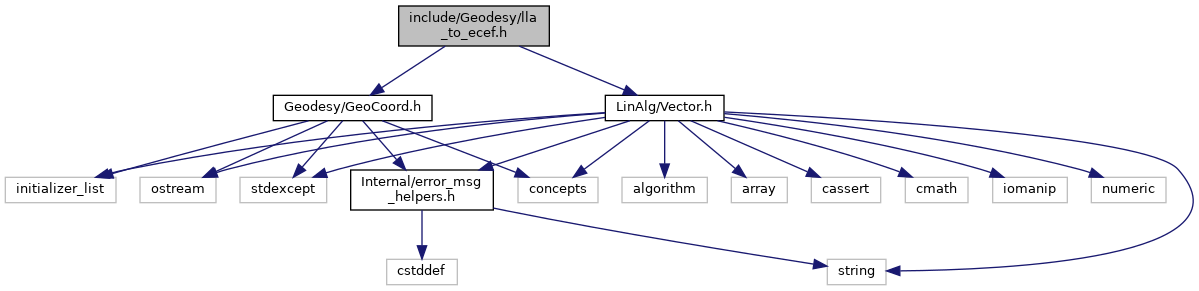 include/Geodesy/lla
_to_ecef.h
Geodesy/GeoCoord.h
LinAlg/Vector.h
initializer_list
ostream
stdexcept
Internal/error_msg
_helpers.h
concepts
algorithm
array
cassert
cmath
iomanip
numeric
cstddef
string